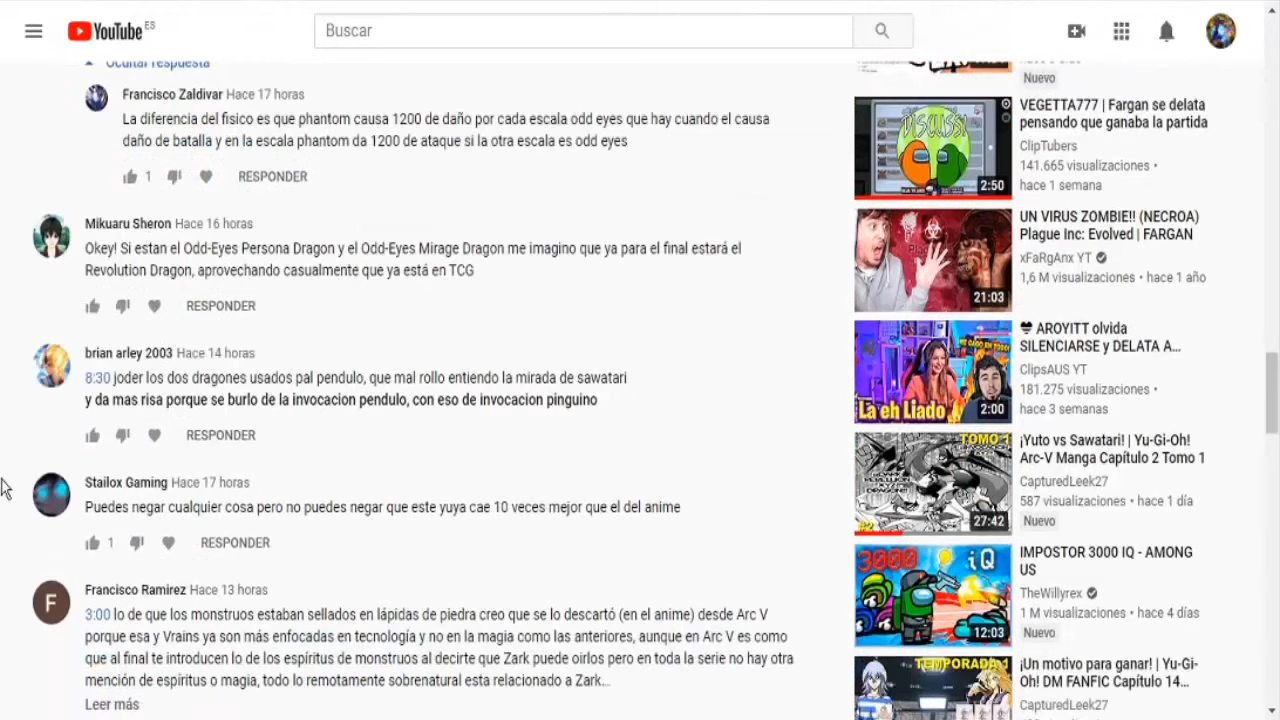 YouTube ES
Buscar
Ocultar respuesta
Francisco Zaldivar Hace 17 horas
La diferencia del fisico es que phantom causa 1200 de daño por cada escala odd eyes que hay cuando el causa
daño de batalla y en la escala phantom da 1200 de ataque si la otra escala es odd eyes
1 RESPONDER
Mikuaru Sheron Hace 16 horas
Okey! Si estan el Odd-Eyes Persona Dragon y el Odd-Eyes Mirage Dragon me imagino que ya para el final estará el
Revolution Dragon, aprovechando casualmente que ya está en TCG
RESPONDER
brian arley 2003 Hace 14 horas
8:30 joder los dos dragones usados pal pendulo, que mal rollo entiendo la mirada de sawatari
y da mas risa porque se burlo de la invocacion pendulo, con eso de invocacion pinguino
RESPONDER
Stailox Gaming Hace 17 horas
Puedes negar cualquier cosa pero no puedes negar que este yuya cae 10 veces mejor que el del anime
1 RESPONDER
F
Francisco Ramirez Hace 13 horas
3:00 lo de que los monstruos estaban sellados en lápidas de piedra creo que se lo descartó (en el anime) desde Arc V
porque esa y Vrains ya son más basadas en tecnología y no en la magia como las anteriores, aunque en Arc V es como
que al final te introducen lo de los espíritus de monstruos al decirte que Zark puede oirlos pero en toda la serie no hay otra
mención de espíritus o magia, todo lo remotamente sobrenatural esta relacionado a Zark...
Leer más
Nuevo
DISCUSS!
2:50
VEGETTA777 | Fargan se delata
pensando que ganaba la partida
ClipTubers
141.665 visualizaciones •
hace 1 semana
21:03
UN VIRUS ZOMBIE!! (NECROA)
Plague Inc: Evolved | FARGAN
xFaRgAnx YT
1,6 M visualizaciones • hace 1 año
ME CAGO EN TODO!
La eh Liado
2:00
AROYITT olvida
SILENCIARSE y DELATA A...
ClipsAUS YT
181.275 visualizaciones •
hace 3 semanas
TOMO 1
#2
27:42
¡Yuto vs Sawatari! | Yu-Gi-Oh!
Arc-V Manga Capítulo 2 Tomo 1
CapturedLeek27
587 visualizaciones • hace 1 día
Nuevo
3000 iQ
12:03
IMPOSTOR 3000 IQ - AMONG
US
TheWillyrex
1 M visualizaciones • hace 4 días
Nuevo
TEMPORADA 1
¡Un motivo para ganar! | Yu-Gi-
Oh! DM FANFIC Capítulo 14...
CapturedLeek27